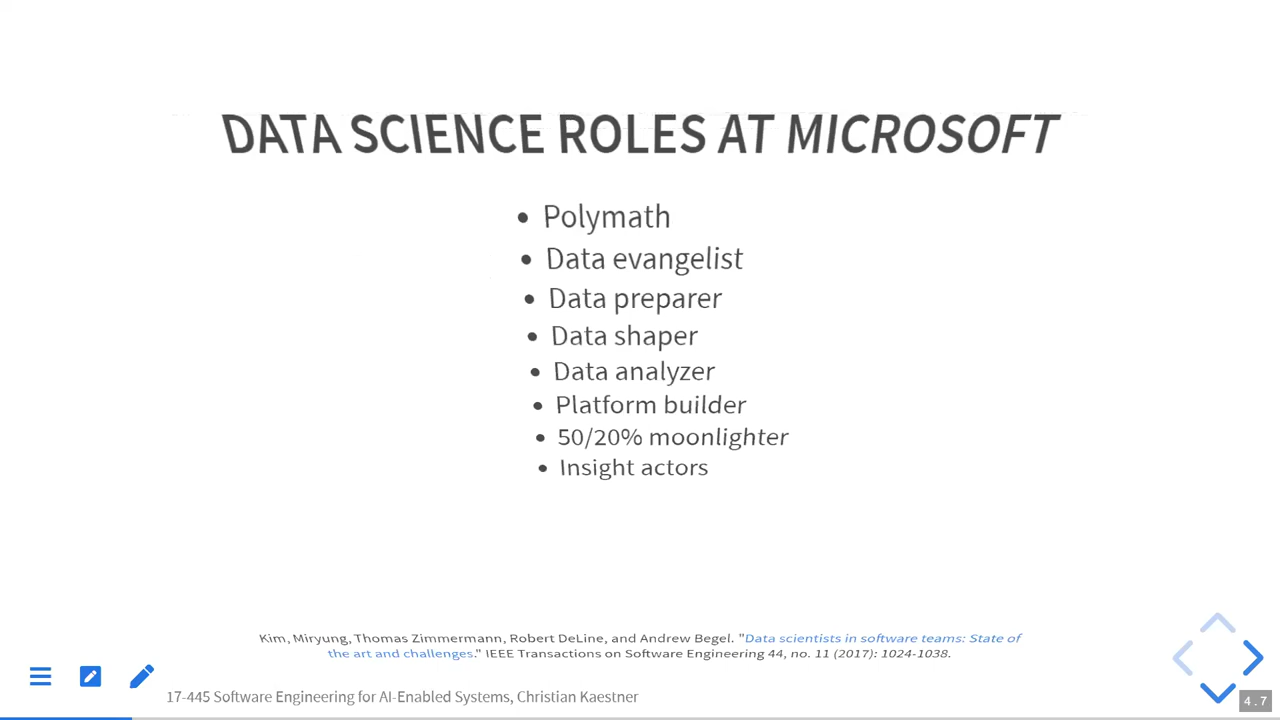 DATA SCIENCE ROLES AT MICROSOFT
• Polymath
• Data evangelist
• Data preparer
• Data shaper
• Data analyzer
• Platform builder
• 50/20% moonlighter
• Insight actors
Kim, Miryung, Thomas Zimmermann, Robert DeLine, and Andrew Begel. "Data scientists in software teams: State of
the art and challenges." IEEE Transactions on Software Engineering 44, no. 11 (2017): 1024-1038.
17-445 Software Engineering for AI-Enabled Systems, Christian Kaestner
4.7